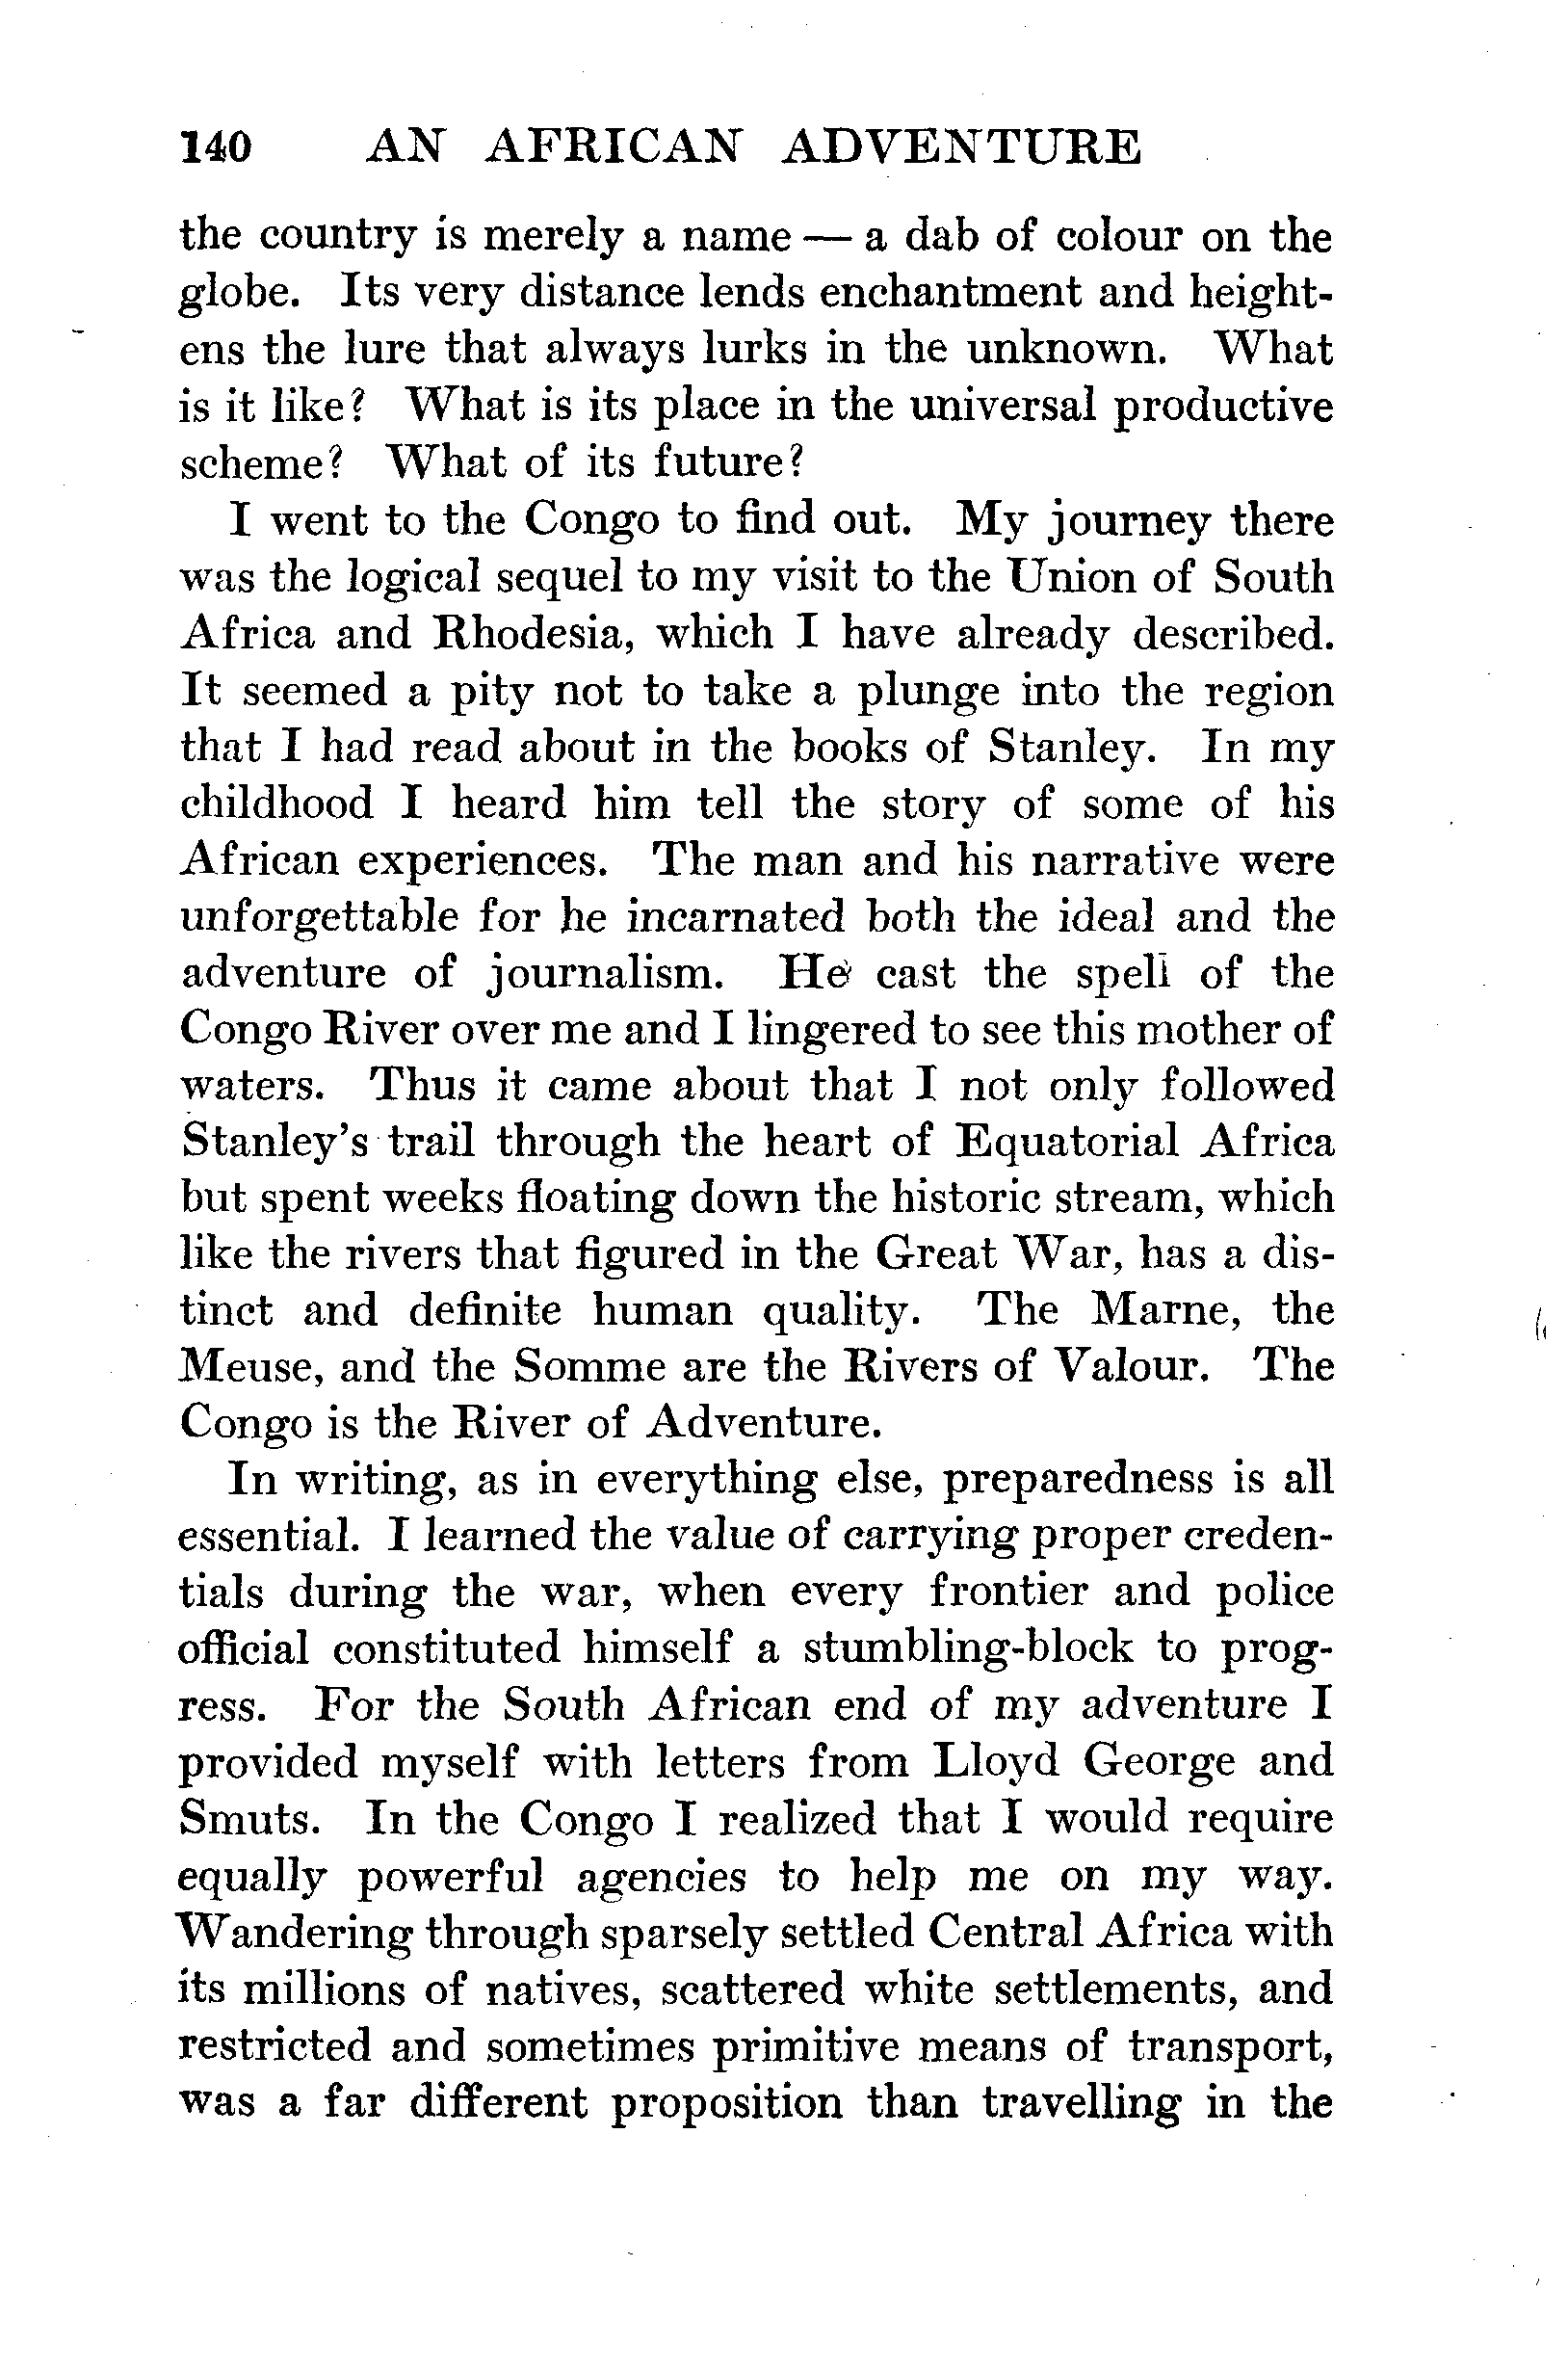 140 AN AFRICAN ADVENTURE
the country is merely a name — a dab of colour on the
globe. Its very distance lends enchantment and height-
ens the lure that always lurks in the unknown. What
is it like? What is its place in the universal productive
scheme? What of its future?
I went to the Congo to find out. My journey there
was the logical sequel to my visit to the Union of South
Africa and Rhodesia, which I have already described.
It seemed a pity not to take a plunge into the region
that I had read about in the books of Stanley. In my
childhood I heard him tell the story of some of his
African experiences. The man and his narrative were
unforgettable for he incarnated both the ideal and the
adventure of journalism. He cast the spell of the
Congo River over me and I lingered to see this mother of
waters. Thus it came about that I not only followed
Stanley's trail through the heart of Equatorial Africa
but spent weeks floating down the historic stream, which
like the rivers that figured in the Great War, has a dis-
tinct and definite human quality. The Marne, the
Meuse, and the Somme are the Rivers of Valour. The
Congo is the River of Adventure.
In writing, as in everything else, preparedness is all
essential. I learned the value of carrying proper creden-
tials during the war, when every frontier and police
official constituted himself a stumbling-block to prog-
ress. For the South African end of my adventure I
provided myself with letters from Lloyd George and
Smuts. In the Congo I realized that I would require
equally powerful agencies to help me on my way.
Wandering through sparsely settled Central Africa with
its millions of natives, scattered white settlements, and
restricted and sometimes primitive means of transport,
was a far different proposition than travelling in the